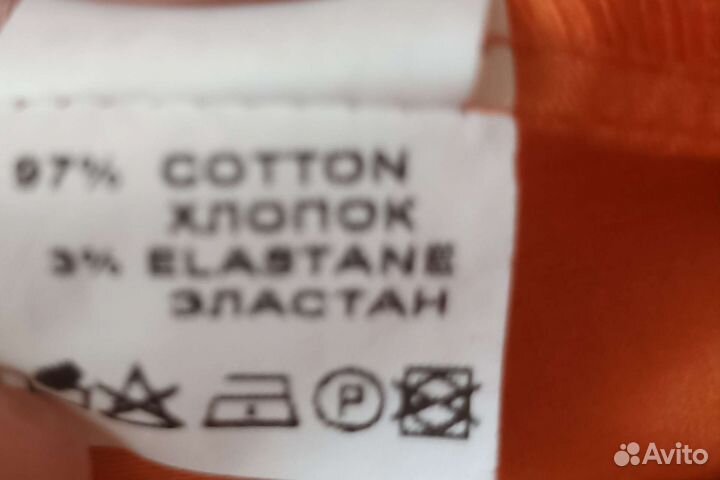 97% COTTON
ХЛОПОК
3% ELASTANE
ЭЛАСТАН
P
Avito